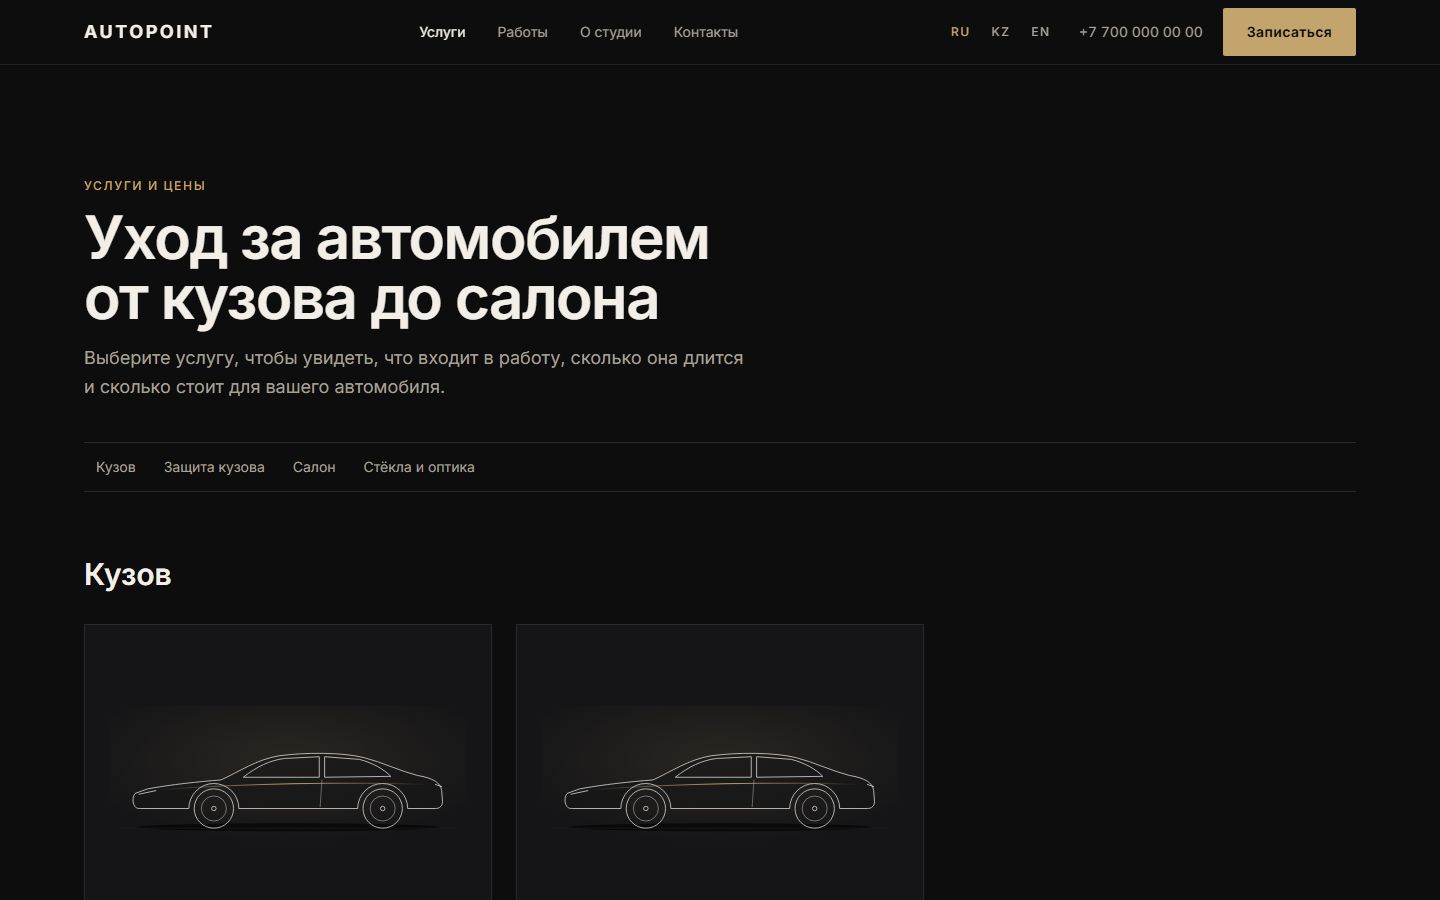 AUTOPOINT
Услуги
Работы
О студии
Контакты
RU
KZ
EN
+7 700 000 00 00
Записаться
УСЛУГИ И ЦЕНЫ
Уход за автомобилем
от кузова до салона
Выберите услугу, чтобы увидеть, что входит в работу, сколько она длится
и сколько стоит для вашего автомобиля.
Кузов
Защита кузова
Салон
Стёкла и оптика
Кузов